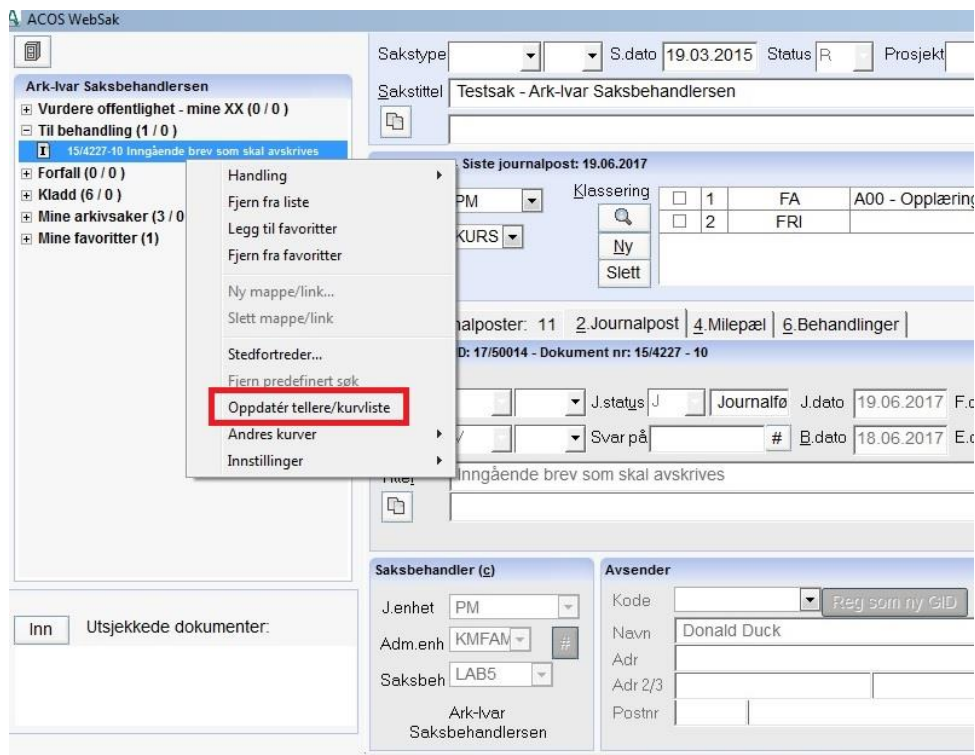 ACOS WebSak
Sakstype S.dato 19.03.2015 Status R Prosjekt
Ark-Ivar Saksbehandlersen
Sakstittel Testsak - Ark-Ivar Saksbehandlersen
Vurdere offentlighet - mine XX (0 / 0 )
Til behandling (1 / 0 )
I 15/4227-10 Inngående brev som skal avskrives
Forfall (0 / 0 )
Kladd (6 / 0 )
Mine arkivsaker (3 / 0
Mine favoritter (1)
Handling
Fjern fra liste
Legg til favoritter
Fjern fra favoritter
Ny mappe/link...
Slett mappe/link
Stedfortreder...
Fjern predefinert søk
Oppdatér tellere/kurvliste
Andres kurver
Innstillinger
Siste journalpost: 19.06.2017
PM Klassering 1 FA A00 - Opplæring
2 FRI
KURS
Ny
Slett
nalposter: 11 2.Journalpost 4.Milepæl 6.Behandlinger
D: 17/50014 - Dokument nr: 15/4227 - 10
J.status J Journalfø J.dato 19.06.2017 F.d
Svar på # B.dato 18.06.2017 E.d
Tittel Inngående brev som skal avskrives
Inn Utsjekkede dokumenter:
Saksbehandler (c)
J.enhet PM
Adm.enh KMFAM #
Saksbeh LAB5
Ark-Ivar
Saksbehandlersen
Avsender
Kode Reg som ny GID
Navn Donald Duck
Adr
Adr 2/3
Postnr